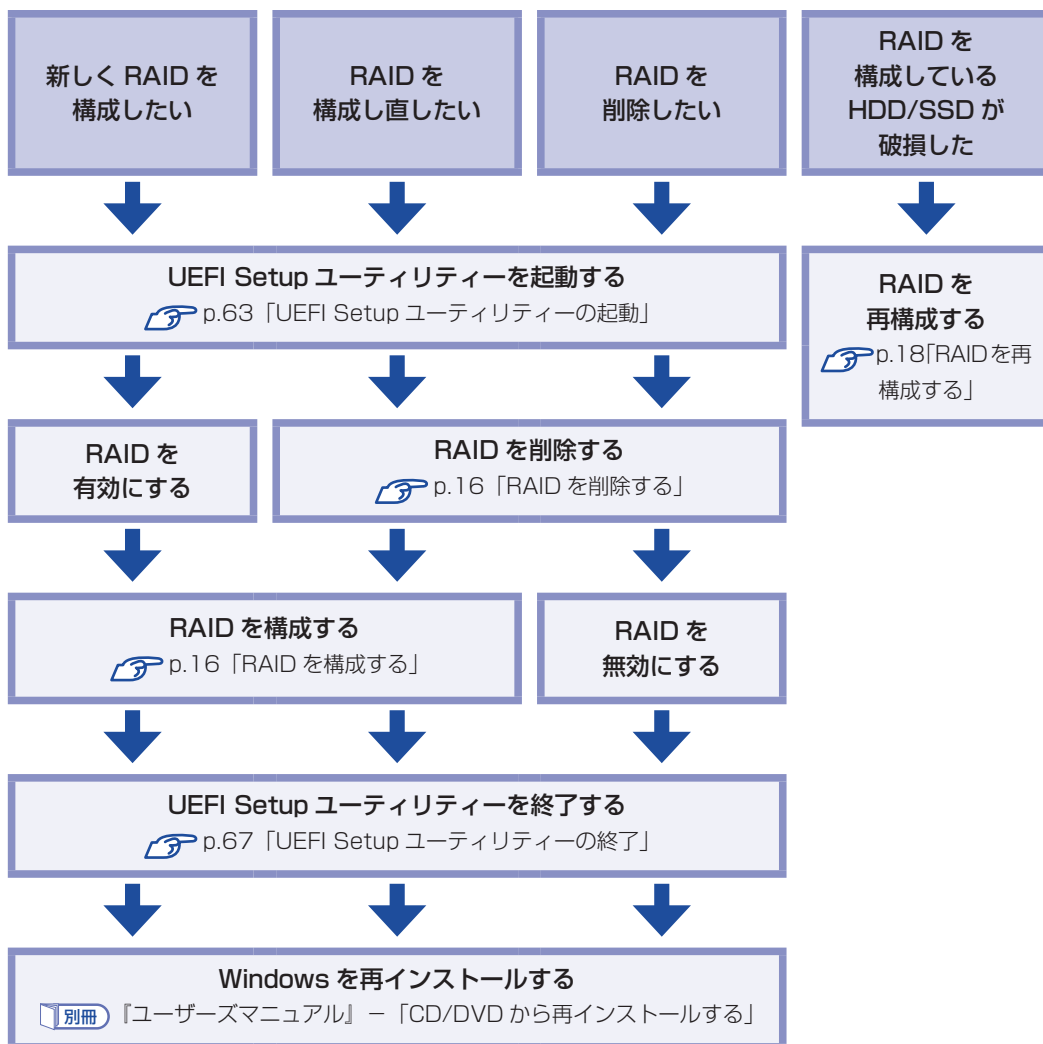 新しく RAID を
構成したい
RAID を
構成し直したい
RAID を
削除したい
RAID を
構成している
HDD/SSD が
破損した
UEFI Setup ユーティリティーを起動する
p.63「UEFI Setup ユーティリティーの起動」
RAID を
再構成する
p.18「RAIDを再
構成する」
RAID を
有効にする
RAID を削除する
p.16「RAID を削除する」
RAID を構成する
p.16「RAID を構成する」
RAID を
無効にする
UEFI Setup ユーティリティーを終了する
p.67「UEFI Setup ユーティリティーの終了」
Windows を再インストールする
別冊 『ユーザーズマニュアル』－「CD/DVD から再インストールする」